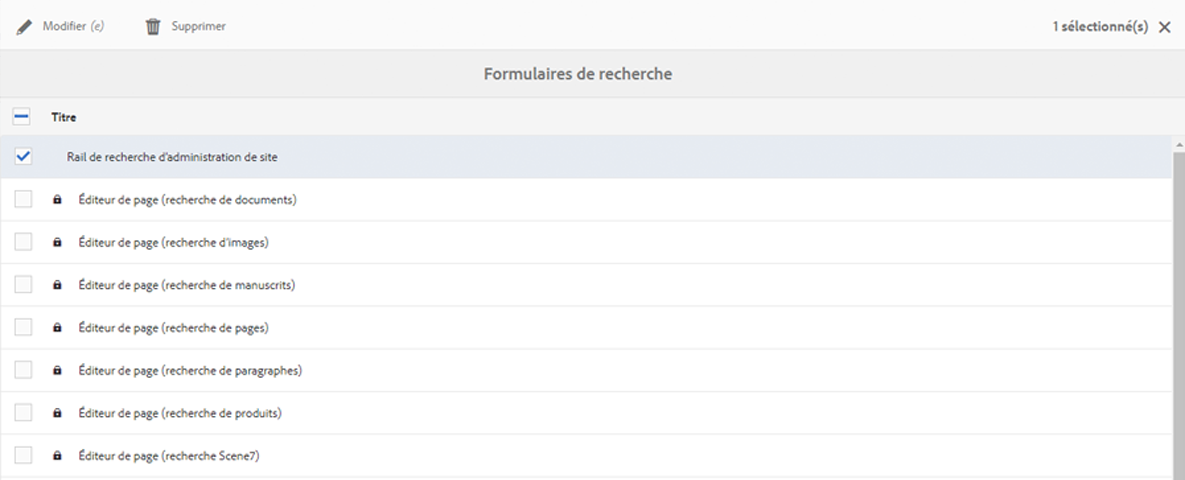 Modifier (e) Supprimer 1 sélectionné(s)
Formulaires de recherche
Titre
Rail de recherche d'administration de site
Éditeur de page (recherche de documents)
Éditeur de page (recherche d'images)
Éditeur de page (recherche de manuscrits)
Éditeur de page (recherche de pages)
Éditeur de page (recherche de paragraphes)
Éditeur de page (recherche de produits)
Éditeur de page (recherche Scene7)